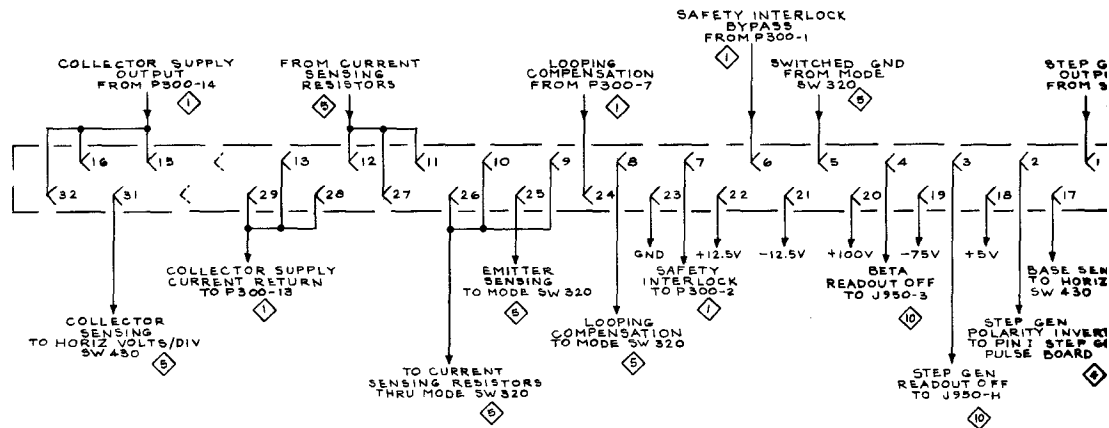 SAFETY INTERLOCK
BYPASS
FROM P300-1
1
COLLECTOR SUPPLY
OUTPUT
FROM P300-14
1
FROM CURRENT
SENSING
RESISTORS
5
LOOPING
COMPENSATION
FROM P300-7
1
SWITCHED GND
FROM MODE
SW 320
5
STEP GE
OUTP
FROM S
16
15
13
12
11
10
9
8
7
6
5
4
3
2
1
32
31
29
28
27
26
25
24
23
22
21
20
19
18
17
GND
+12.5V
-12.5V
+100V
-75V
+5V
COLLECTOR SUPPLY
CURRENT RETURN
TO P300-13
1
EMITTER
SENSING
TO MODE SW 320
5
SAFETY
INTERLOCK
TO P300-2
1
BETA
READOUT OFF
TO J950-3
10
BASE SEN
TO HORIZ
SW 430
COLLECTOR
SENSING
TO HORIZ VOLTS/DIV
SW 430
5
LOOPING
COMPENSATION
TO MODE SW 320
5
STEP GEN
POLARITY INVERT
TO PIN I STEP GE
PULSE BOARD
4
TO CURRENT
SENSING RESISTORS
THRU MODE SW320
5
STEP GEN
READOUT OFF
TO J950-H
10